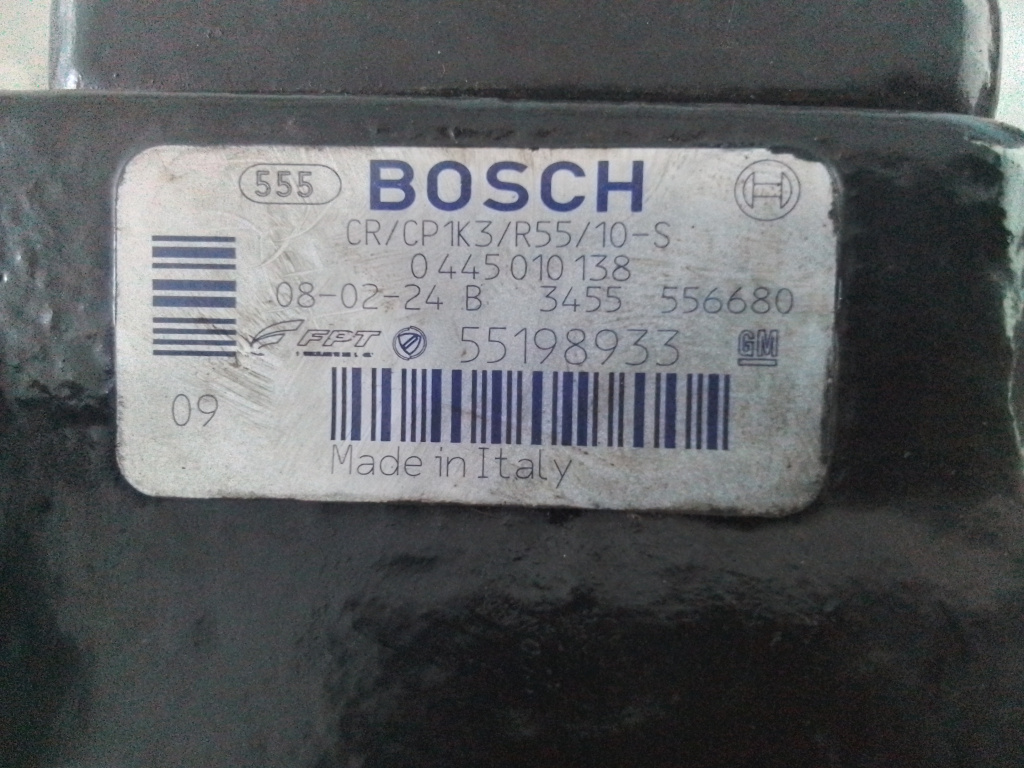 555 BOSCH
CR/CP1K3/R55/10-S
0 445 010 138
08-02-24 B 3455 556680
FPT 55198933 GM
09
Made in Italy